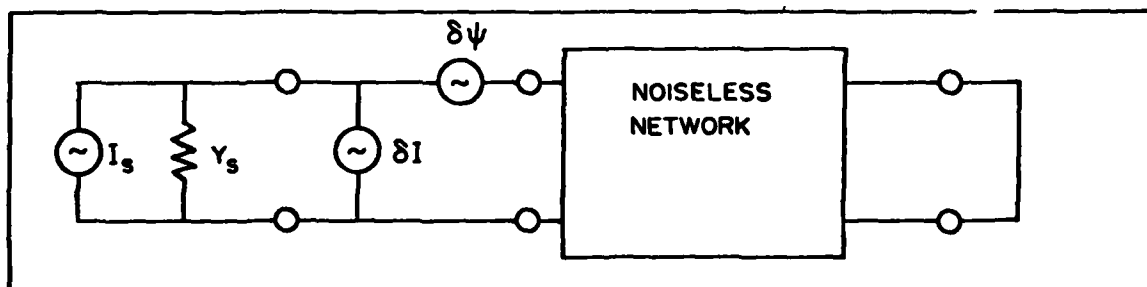 δψ
NOISELESS
NETWORK
~ I_s
Y_s
~ δI
~